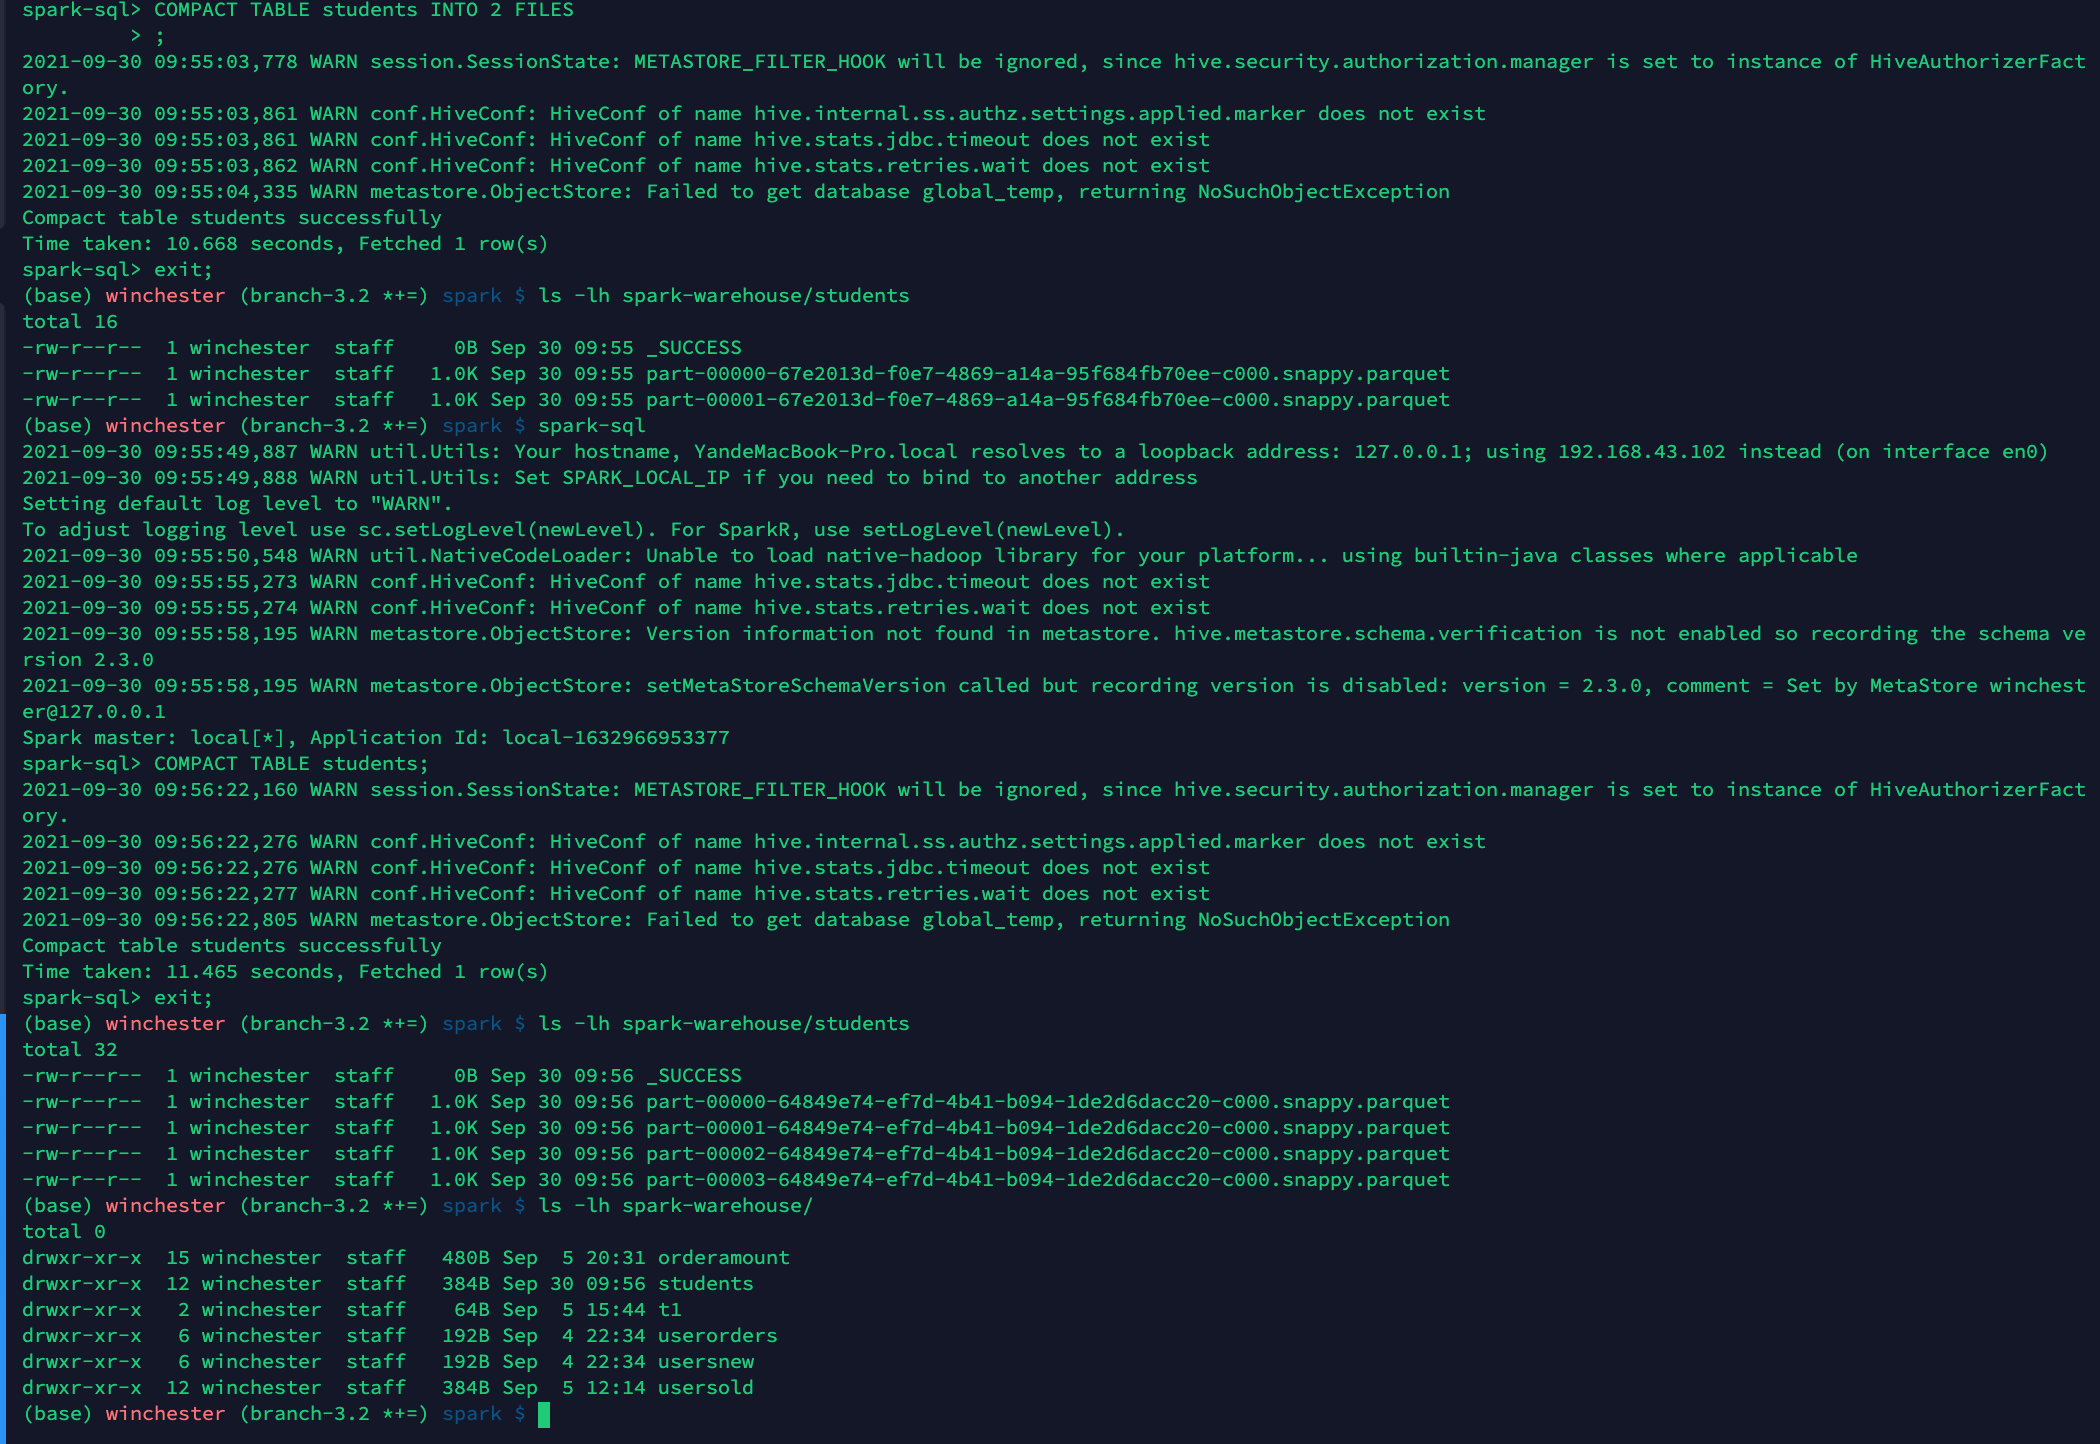 spark-sql> COMPACT TABLE students INTO 2 FILES
         > ;
2021-09-30 09:55:03,778 WARN session.SessionState: METASTORE_FILTER_HOOK will be ignored, since hive.security.authorization.manager is set to instance of HiveAuthorizerFact
ory.
2021-09-30 09:55:03,861 WARN conf.HiveConf: HiveConf of name hive.internal.ss.authz.settings.applied.marker does not exist
2021-09-30 09:55:03,861 WARN conf.HiveConf: HiveConf of name hive.stats.jdbc.timeout does not exist
2021-09-30 09:55:03,862 WARN conf.HiveConf: HiveConf of name hive.stats.retries.wait does not exist
2021-09-30 09:55:04,335 WARN metastore.ObjectStore: Failed to get database global_temp, returning NoSuchObjectException
Compact table students successfully
Time taken: 10.668 seconds, Fetched 1 row(s)
spark-sql> exit;
(base) winchester (branch-3.2 *+=) spark $ ls -lh spark-warehouse/students
total 16
-rw-r--r--  1 winchester  staff     0B Sep 30 09:55 _SUCCESS
-rw-r--r--  1 winchester  staff   1.0K Sep 30 09:55 part-00000-67e2013d-f0e7-4869-a14a-95f684fb70ee-c000.snappy.parquet
-rw-r--r--  1 winchester  staff   1.0K Sep 30 09:55 part-00001-67e2013d-f0e7-4869-a14a-95f684fb70ee-c000.snappy.parquet
(base) winchester (branch-3.2 *+=) spark $ spark-sql
2021-09-30 09:55:49,887 WARN util.Utils: Your hostname, YandeMacBook-Pro.local resolves to a loopback address: 127.0.0.1; using 192.168.43.102 instead (on interface en0)
2021-09-30 09:55:49,888 WARN util.Utils: Set SPARK_LOCAL_IP if you need to bind to another address
Setting default log level to "WARN".
To adjust logging level use sc.setLogLevel(newLevel). For SparkR, use setLogLevel(newLevel).
2021-09-30 09:55:50,548 WARN util.NativeCodeLoader: Unable to load native-hadoop library for your platform... using builtin-java classes where applicable
2021-09-30 09:55:55,273 WARN conf.HiveConf: HiveConf of name hive.stats.jdbc.timeout does not exist
2021-09-30 09:55:55,274 WARN conf.HiveConf: HiveConf of name hive.stats.retries.wait does not exist
2021-09-30 09:55:58,195 WARN metastore.ObjectStore: Version information not found in metastore. hive.metastore.schema.verification is not enabled so recording the schema ve
rsion 2.3.0
2021-09-30 09:55:58,195 WARN metastore.ObjectStore: setMetaStoreSchemaVersion called but recording version is disabled: version = 2.3.0, comment = Set by MetaStore winchest
er@127.0.0.1
Spark master: local[*], Application Id: local-1632966953377
spark-sql> COMPACT TABLE students;
2021-09-30 09:56:22,160 WARN session.SessionState: METASTORE_FILTER_HOOK will be ignored, since hive.security.authorization.manager is set to instance of HiveAuthorizerFact
ory.
2021-09-30 09:56:22,276 WARN conf.HiveConf: HiveConf of name hive.internal.ss.authz.settings.applied.marker does not exist
2021-09-30 09:56:22,276 WARN conf.HiveConf: HiveConf of name hive.stats.jdbc.timeout does not exist
2021-09-30 09:56:22,277 WARN conf.HiveConf: HiveConf of name hive.stats.retries.wait does not exist
2021-09-30 09:56:22,805 WARN metastore.ObjectStore: Failed to get database global_temp, returning NoSuchObjectException
Compact table students successfully
Time taken: 11.465 seconds, Fetched 1 row(s)
spark-sql> exit;
(base) winchester (branch-3.2 *+=) spark $ ls -lh spark-warehouse/students
total 32
-rw-r--r--  1 winchester  staff     0B Sep 30 09:56 _SUCCESS
-rw-r--r--  1 winchester  staff   1.0K Sep 30 09:56 part-00000-64849e74-ef7d-4b41-b094-1de2d6dacc20-c000.snappy.parquet
-rw-r--r--  1 winchester  staff   1.0K Sep 30 09:56 part-00001-64849e74-ef7d-4b41-b094-1de2d6dacc20-c000.snappy.parquet
-rw-r--r--  1 winchester  staff   1.0K Sep 30 09:56 part-00002-64849e74-ef7d-4b41-b094-1de2d6dacc20-c000.snappy.parquet
-rw-r--r--  1 winchester  staff   1.0K Sep 30 09:56 part-00003-64849e74-ef7d-4b41-b094-1de2d6dacc20-c000.snappy.parquet
(base) winchester (branch-3.2 *+=) spark $ ls -lh spark-warehouse/
total 0
drwxr-xr-x  15 winchester  staff   480B Sep  5 20:31 orderamount
drwxr-xr-x  12 winchester  staff   384B Sep 30 09:56 students
drwxr-xr-x   2 winchester  staff    64B Sep  5 15:44 t1
drwxr-xr-x   6 winchester  staff   192B Sep  4 22:34 userorders
drwxr-xr-x   6 winchester  staff   192B Sep  4 22:34 usersnew
drwxr-xr-x  12 winchester  staff   384B Sep  5 12:14 usersold
(base) winchester (branch-3.2 *+=) spark $